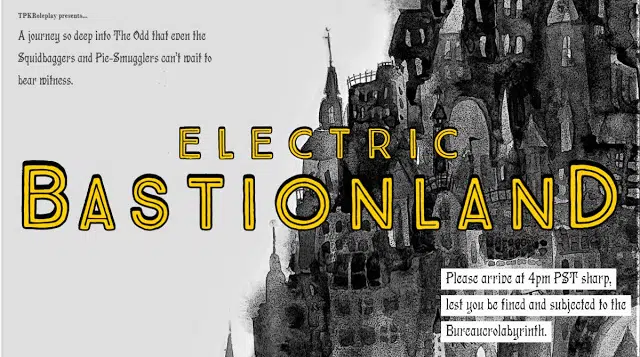 TPKRoleplay presents...
A journey so deep into The Odd that even the
Squidbaggers and Pie-Smugglers can't wait to
bear witness.
ELECTRIC
BASTIONLAND
Please arrive at 4pm PST sharp,
lest you be fined and subjected to the
Bureaucrolabyrinth.